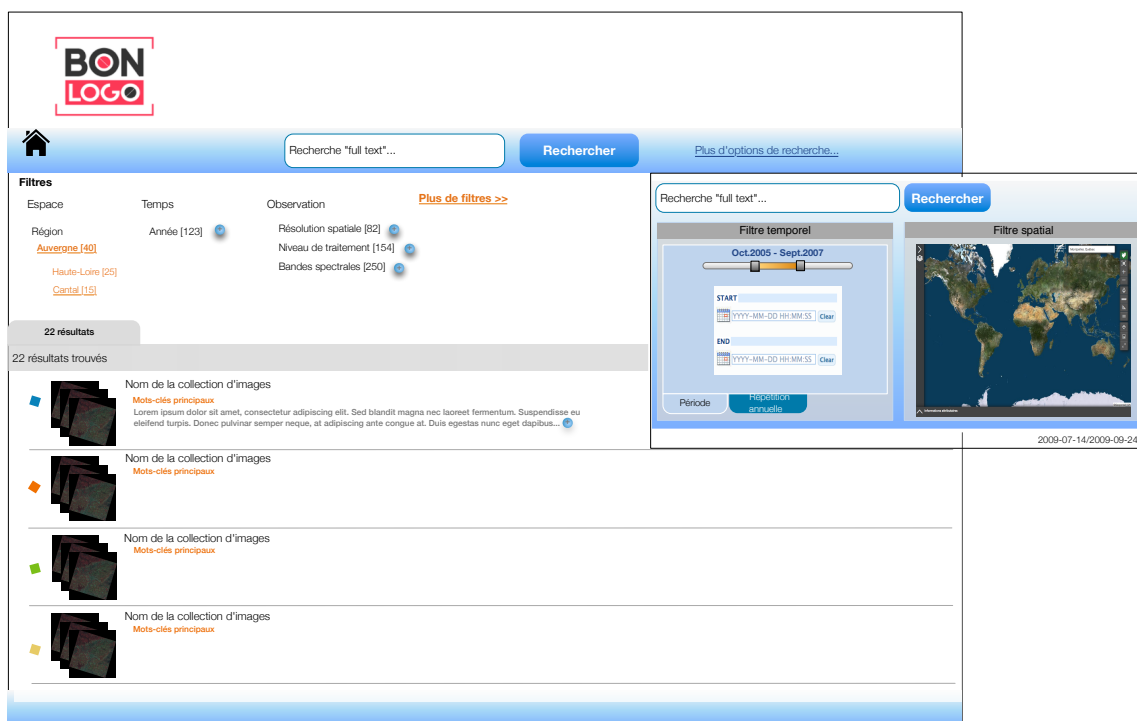 BON
LOGO
Recherche "full text"...
Rechercher
Plus d'options de recherche...
Filtres
Espace
Temps
Observation
Plus de filtres >>
Région
Année [123]
Résolution spatiale [82]
Auvergne [40]
Niveau de traitement [154]
Haute-Loire [25]
Bandes spectrales [250]
Cantal [15]
Recherche "full text"...
Rechercher
Filtre temporel
Filtre spatial
Oct.2005 - Sept.2007
START
YYYY-MM-DD HH:MM:SS
Clear
END
YYYY-MM-DD HH:MM:SS
Clear
Période
Répétition
annuelle
2009-07-14/2009-09-24
22 résultats
22 résultats trouvés
Nom de la collection d'images
Mots-clés principaux
Lorem ipsum dolor sit amet, consectetur adipiscing elit. Sed blandit magna nec laoreet fermentum. Suspendisse eu
eleifend turpis. Donec pulvinar semper neque, at adipiscing ante congue at. Duis egestas nunc eget dapibus...
Nom de la collection d'images
Mots-clés principaux
Nom de la collection d'images
Mots-clés principaux
Nom de la collection d'images
Mots-clés principaux